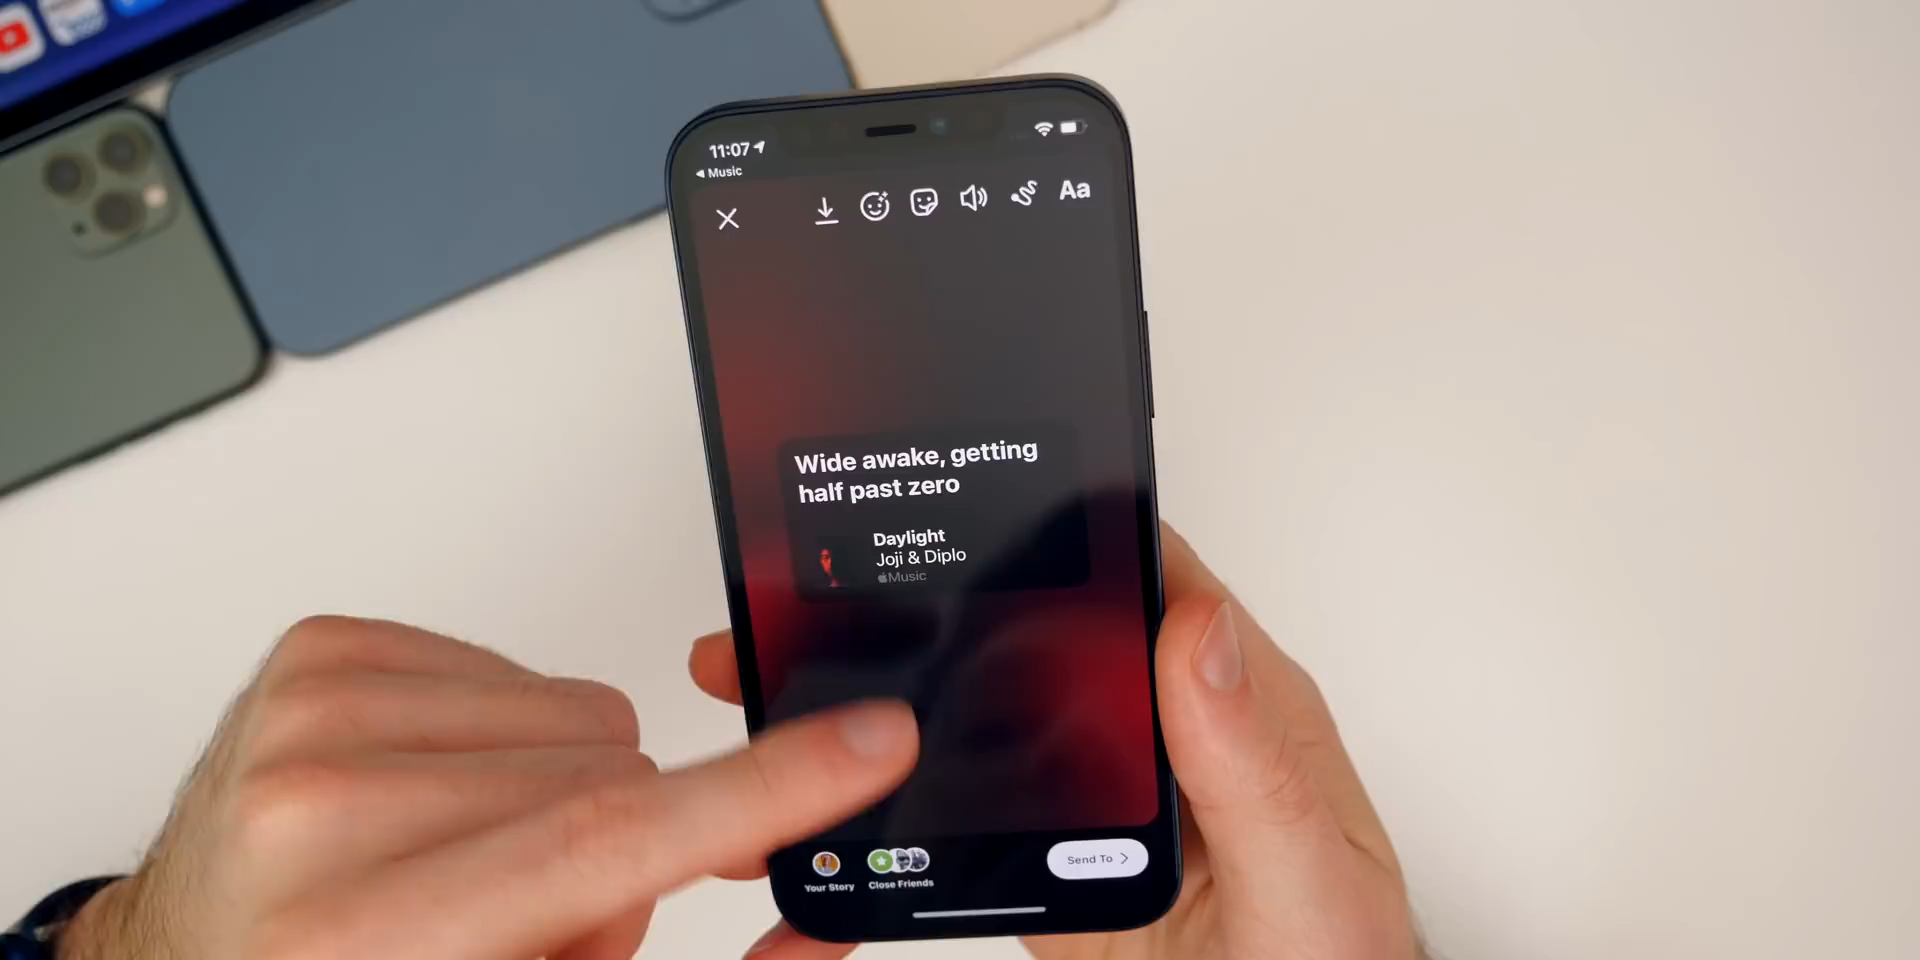 11:07
Music
Aa
Wide awake, getting
half past zero
Daylight
Joji & Diplo
Music
Your Story
Close Friends
Send To